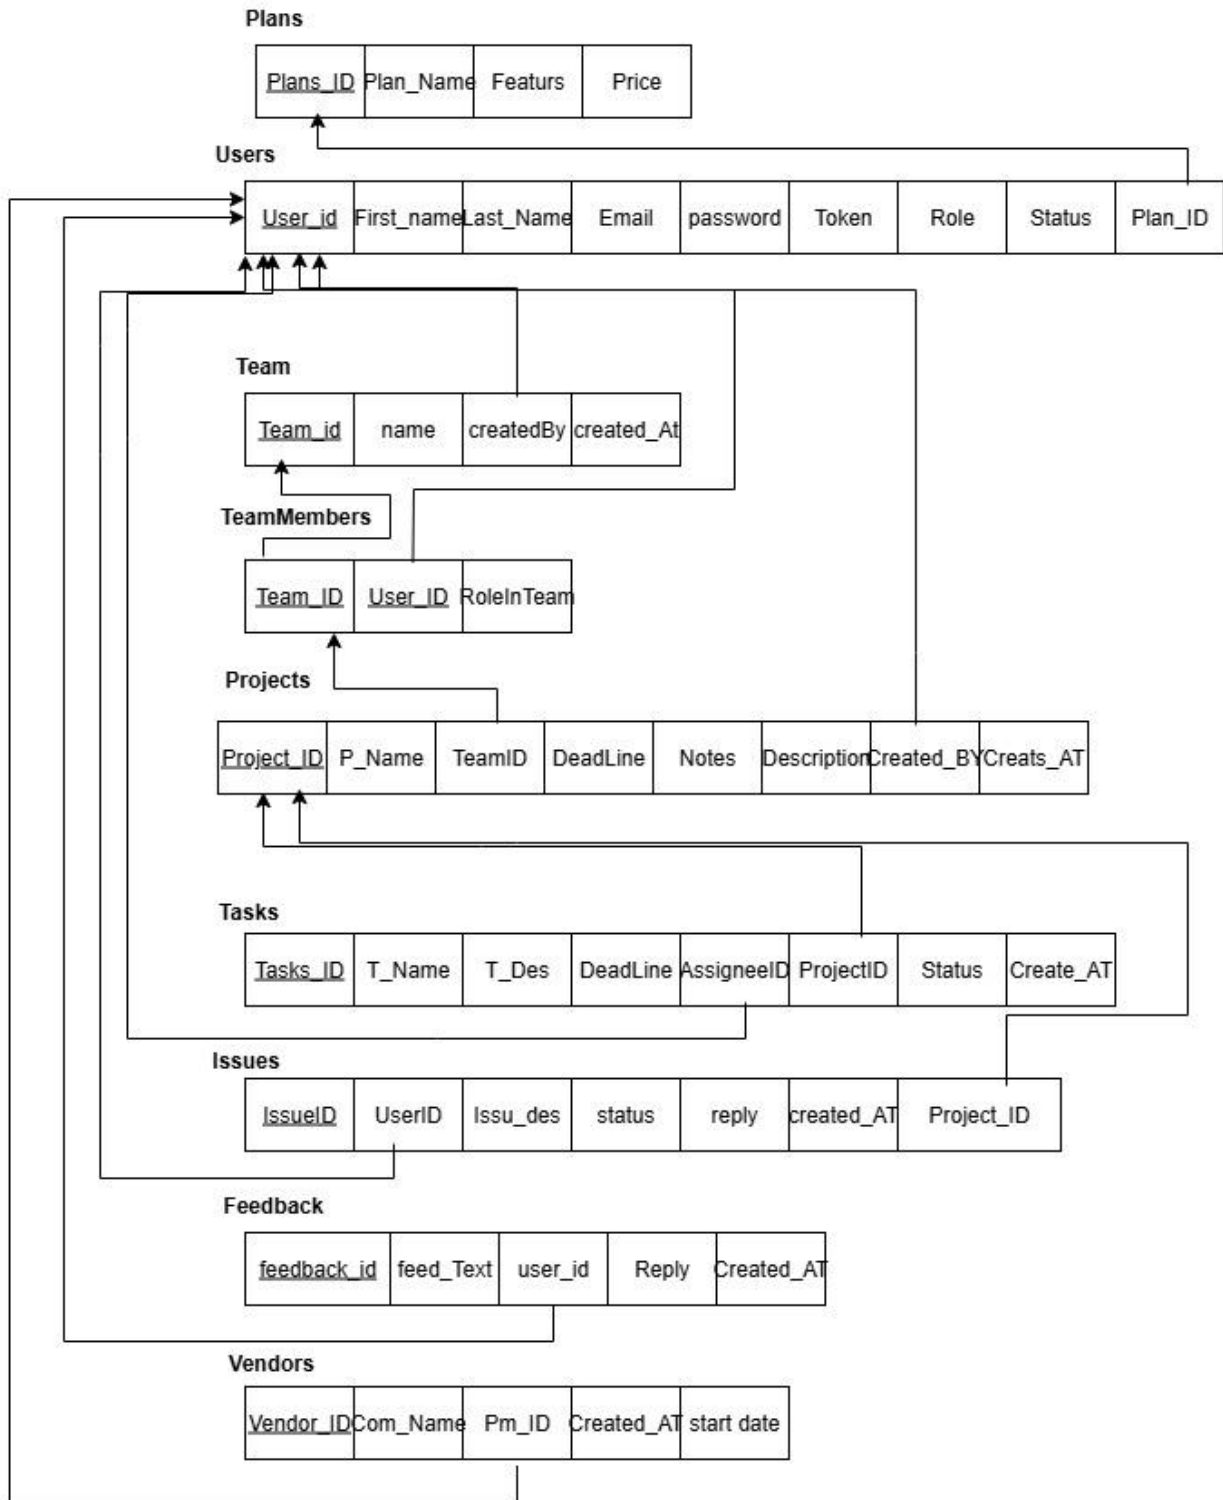 Plans
Plans_ID Plan_Name Featurs Price
Users
User_id First_name Last_Name Email password Token Role Status Plan_ID
Team
Team_id name createdBy created_At
TeamMembers
Team_ID User_ID RoleInTeam
Projects
Project_ID P_Name TeamID DeadLine Notes Description Created_BY Creats_AT
Tasks
Tasks_ID T_Name T_Des DeadLine AssigneeID ProjectID Status Create_AT
Issues
IssueID UserID Issu_des status reply created_AT Project_ID
Feedback
feedback_id feed_Text user_id Reply Created_AT
Vendors
Vendor_ID Com_Name Pm_ID Created_AT start date